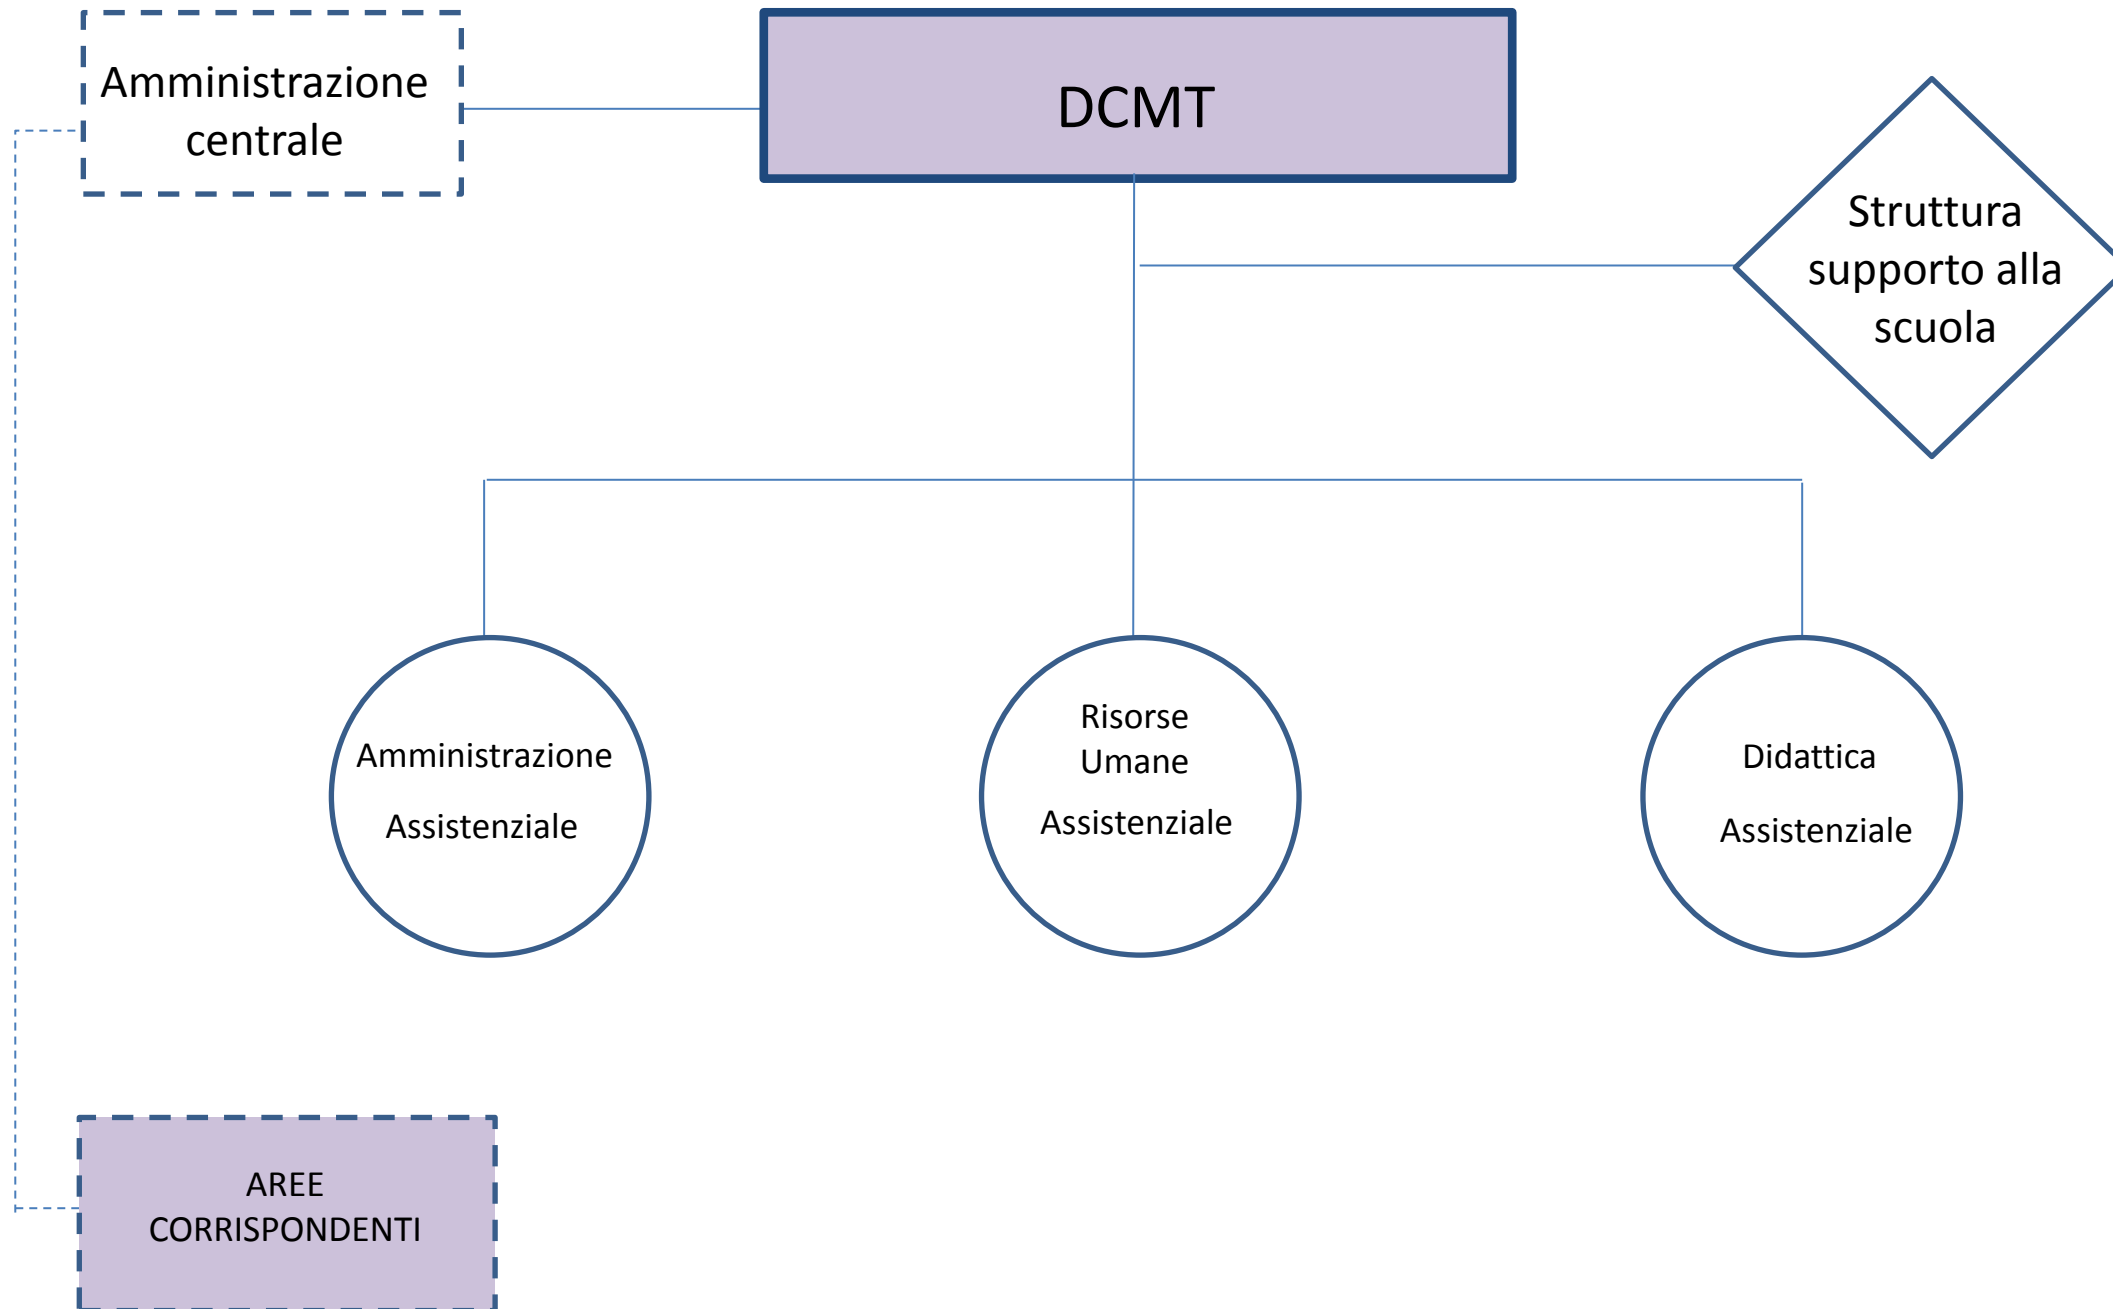 Amministrazione
centrale
DCMT
Struttura
supporto alla
scuola
Amministrazione
Assistenziale
Risorse
Umane
Assistenziale
Didattica
Assistenziale
AREE
CORRISPONDENTI